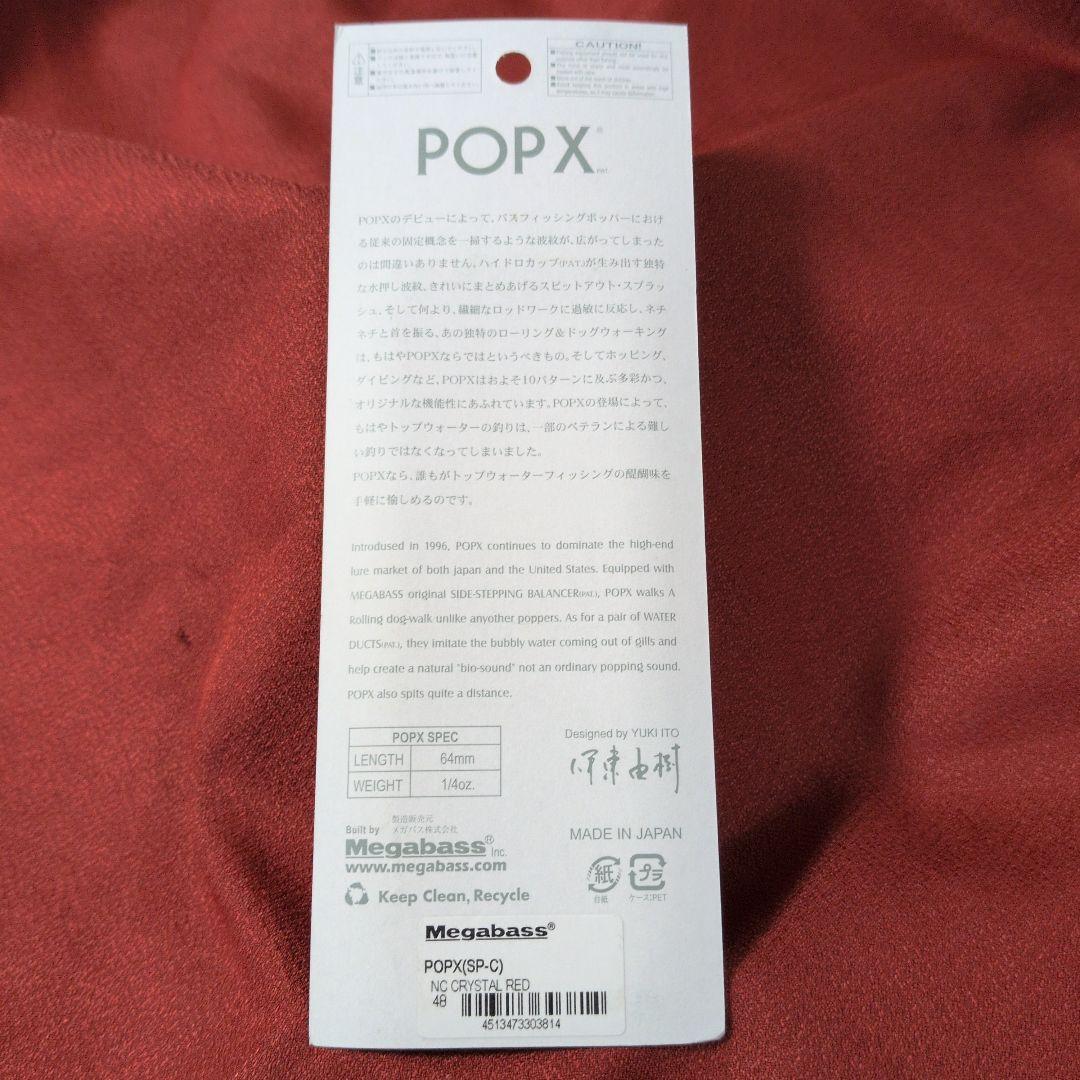 注意
CAUTION!
POP X®
PAT.
POPXのデビューによって、バスフィッシングポッパーにおけ
る従来の固定概念を一掃するような波紋が、広がってしまった
のは間違いありません。ハイドロカップ(PAT.)が生み出す独特
な水押し波紋、きれいにまとめあげるスピットアウト・スプラッ
シュ、そして何より、繊細なロッドワークに過敏に反応し、ネチ
ネチと首を振る、あの独特のローリング&ドッグウォーキング
は、もはやPOPXならではというべきもの。そしてホッピング、
ダイビングなど、POPXはおよそ10パターンに及ぶ多彩かつ、
オリジナルな機能性にあふれています。POPXの登場によって、
もはやトップウォーターの釣りは、一部のベテランによる難し
い釣りではなくなってしまいました。
POPXなら、誰もがトップウォーターフィッシングの醍醐味を
手軽に愉しめるのです。
Introdused in 1996, POPX continues to dominate the high-end
lure market of both japan and the United States. Equipped with
MEGABASS original SIDE-STEPPING BALANCER(PAT.), POPX walks A
Rolling dog-walk unlike anyother poppers. As for a pair of WATER
DUCTS(PAT.), they imitate the bubbly water coming out of gills and
help create a natural "bio-sound" not an ordinary popping sound.
POPX also spits quite a distance.
POPX SPEC
LENGTH 64mm
WEIGHT 1/4oz.
Designed by YUKI ITO
伊東由樹
製造販売元
Built by メガバス株式会社
Megabass® Inc.
www.megabass.com
MADE IN JAPAN
紙 プラ
台紙 ケース:PET
Keep Clean, Recycle
Megabass®
POPX(SP-C)
NC CRYSTAL RED
48
4513473303814